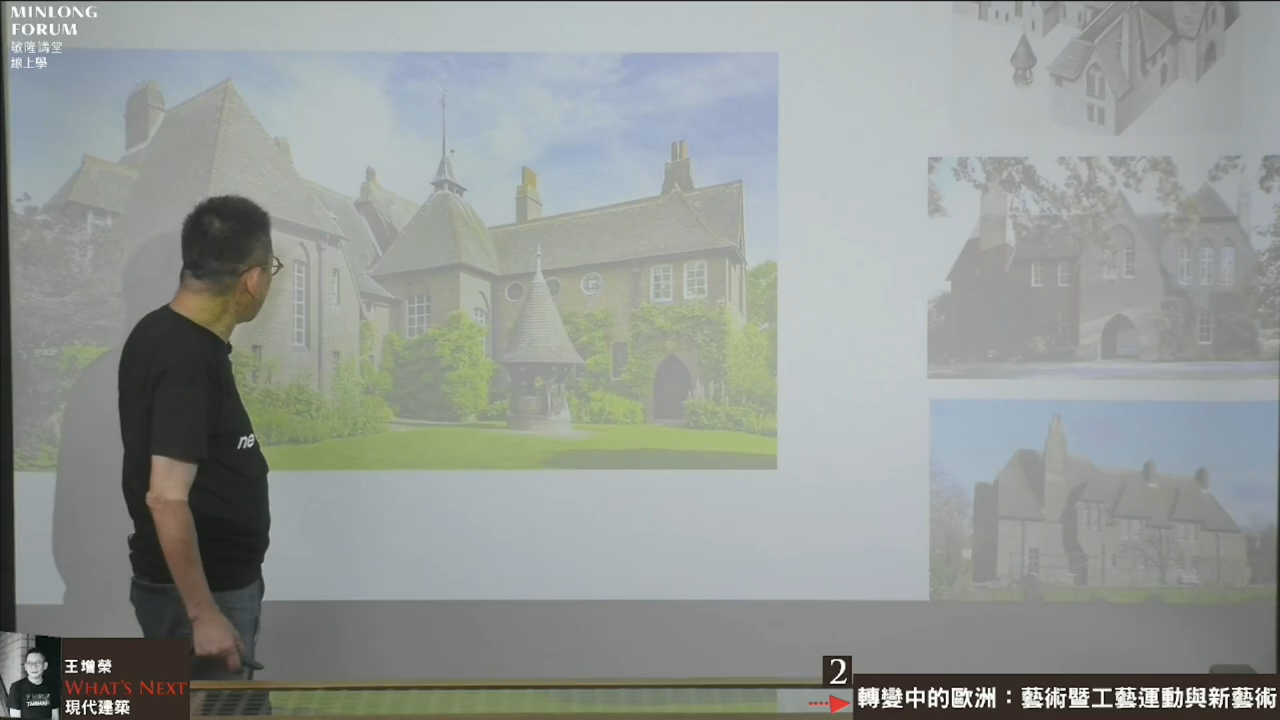 MINLONG
FORUM
敏隆講堂
線上學
ne
王增榮
WHAT'S NEXT
現代建築
2
轉變中的歐洲：藝術暨工藝運動與新藝術